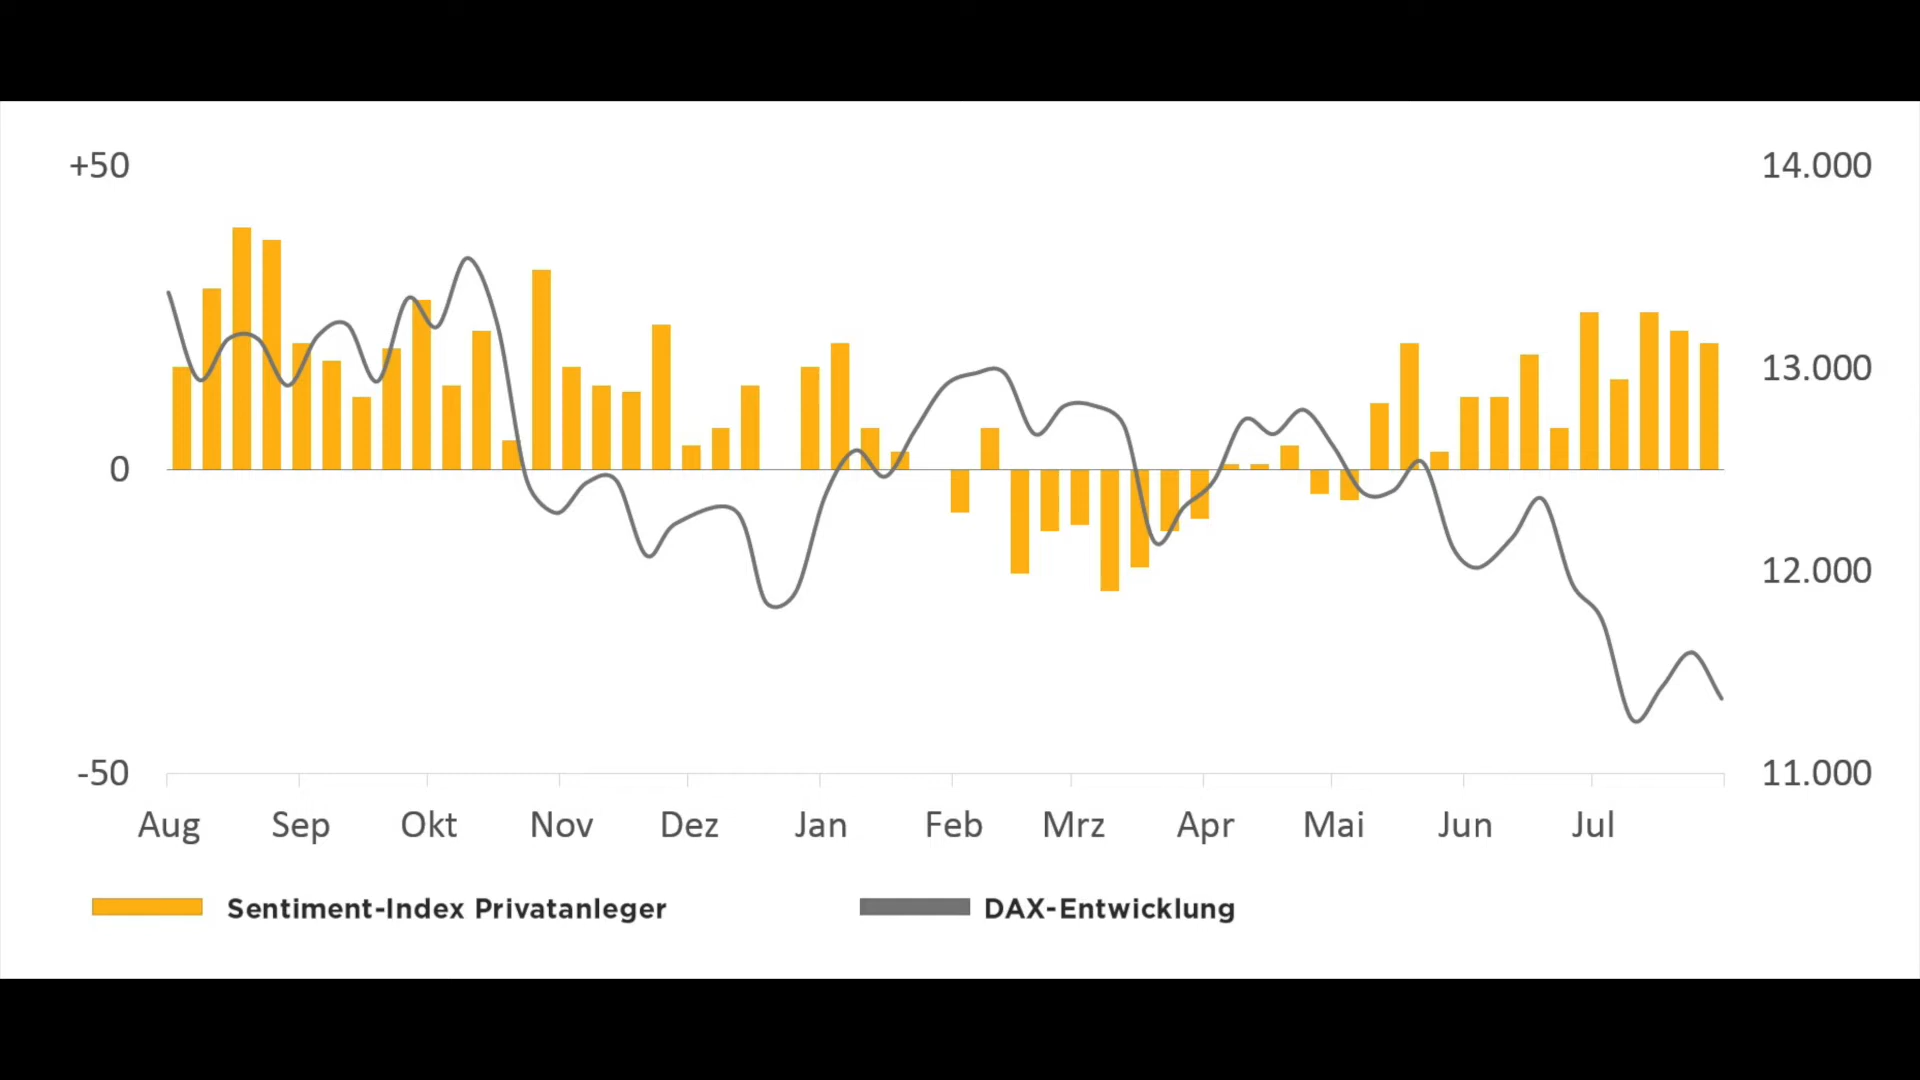 +50
14.000
13.000
0
12.000
-50
11.000
Aug Sep Okt Nov Dez Jan Feb Mrz Apr Mai Jun Jul
Sentiment-Index Privatanleger
DAX-Entwicklung